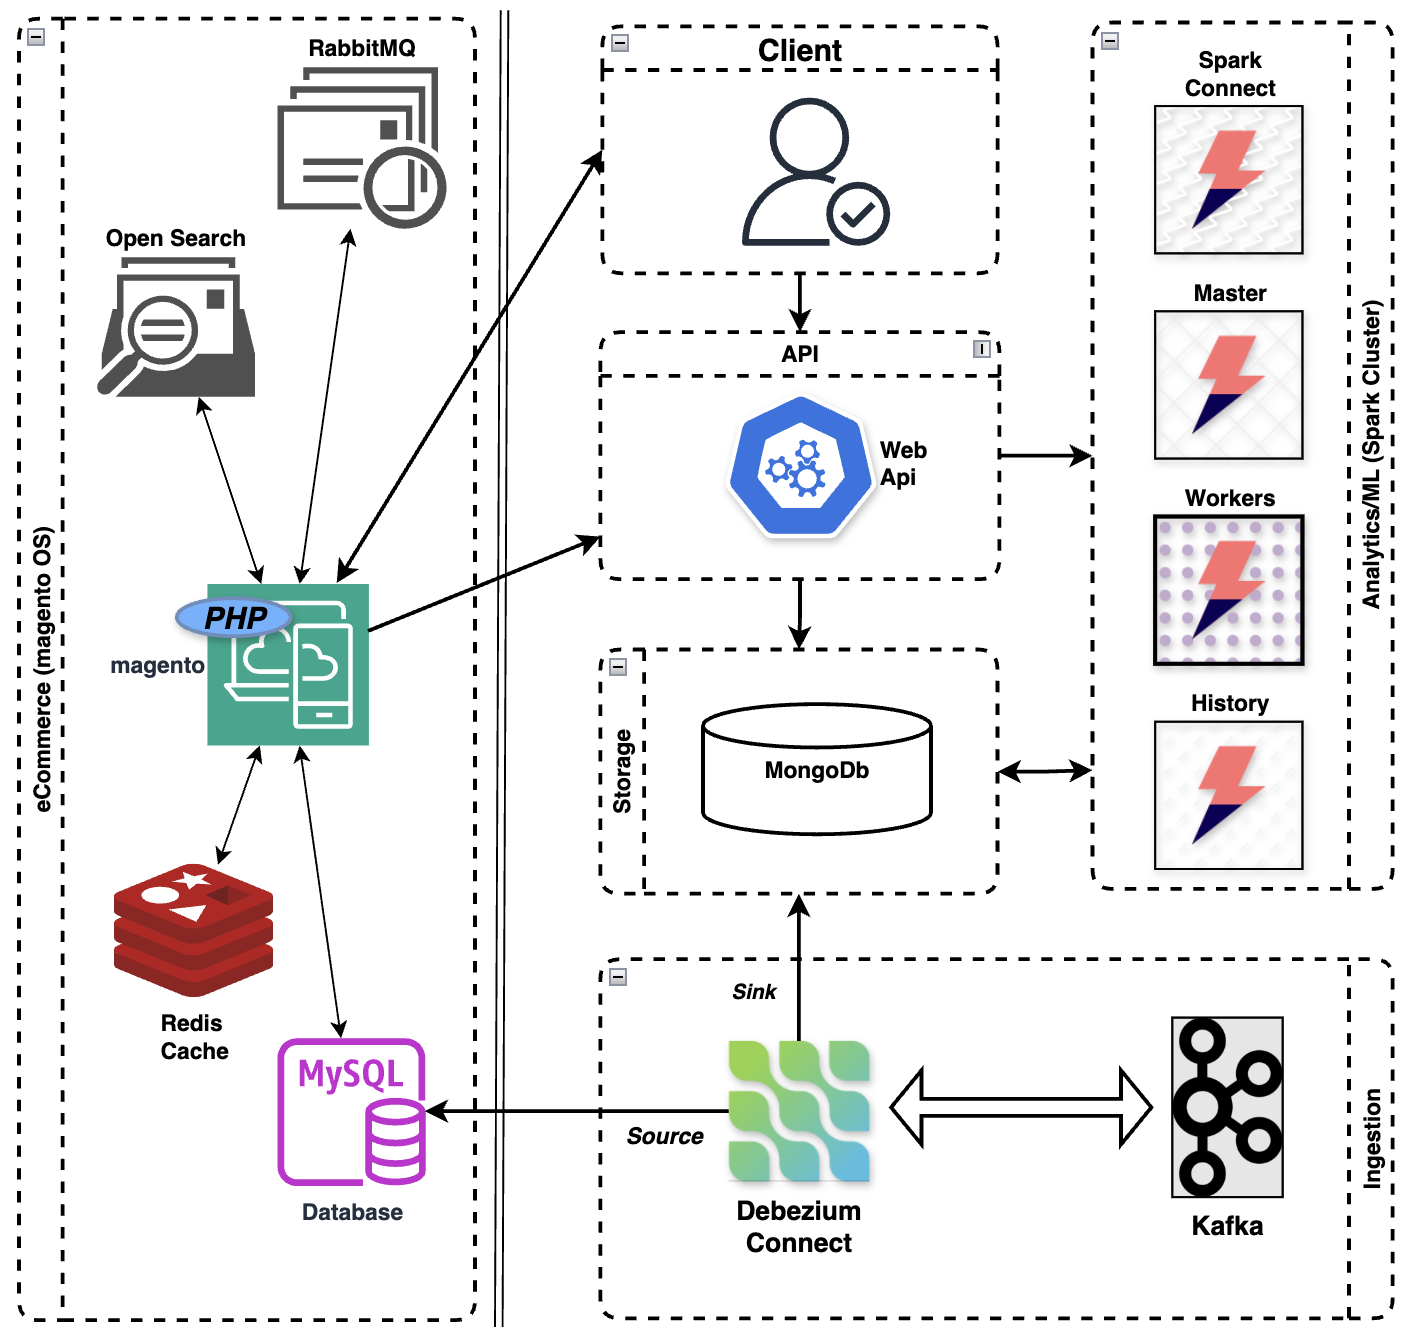 RabbitMQ
Open Search
PHP
magento
Redis
Cache
MySQL
Database
eCommerce (magento OS)
Client
API
Web
Api
Storage
MongoDb
Sink
Source
Debezium
Connect
Kafka
Ingestion
Spark
Connect
Master
Workers
History
Analytics/ML (Spark Cluster)